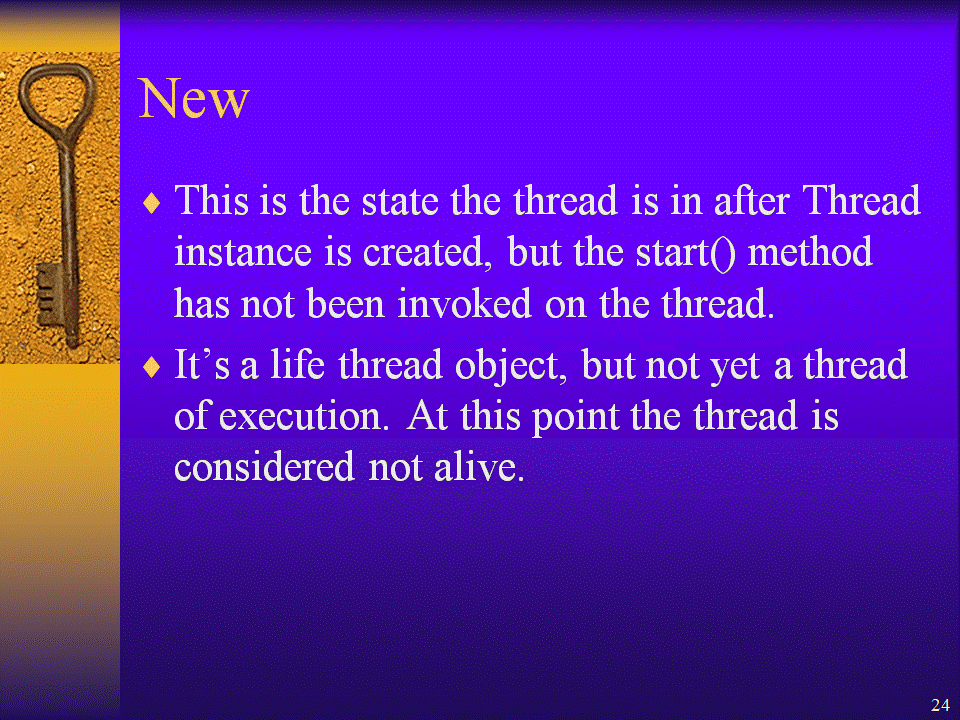 New
♦ This is the state the thread is in after Thread
instance is created, but the start() method
has not been invoked on the thread.
♦ It’s a life thread object, but not yet a thread
of execution. At this point the thread is
considered not alive.
24